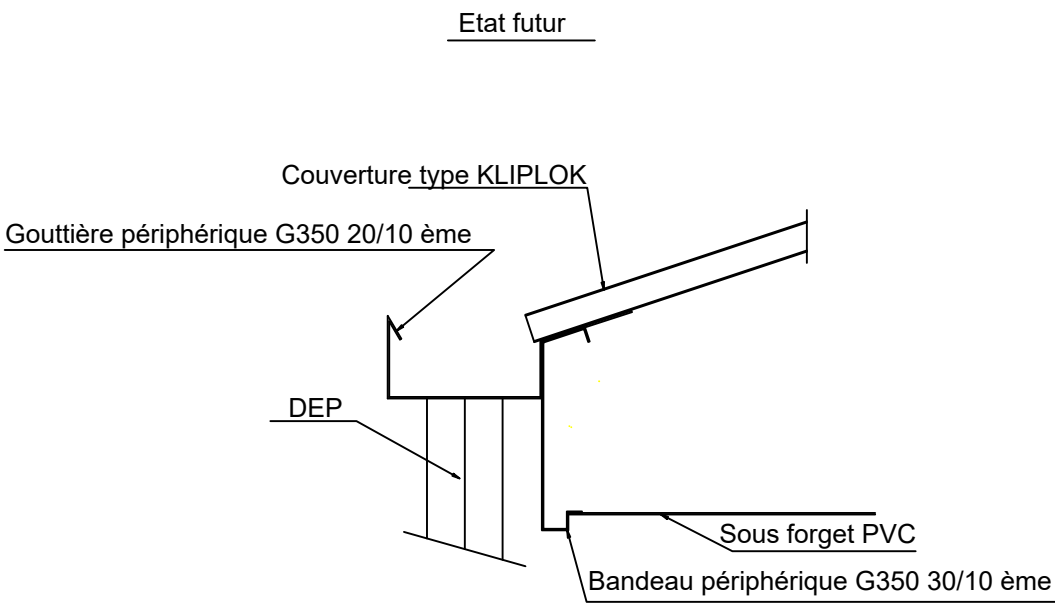 Etat futur
Couverture type KLIPLOK
Gouttière périphérique G350 20/10 ème
DEP
Sous forget PVC
Bandeau périphérique G350 30/10 ème